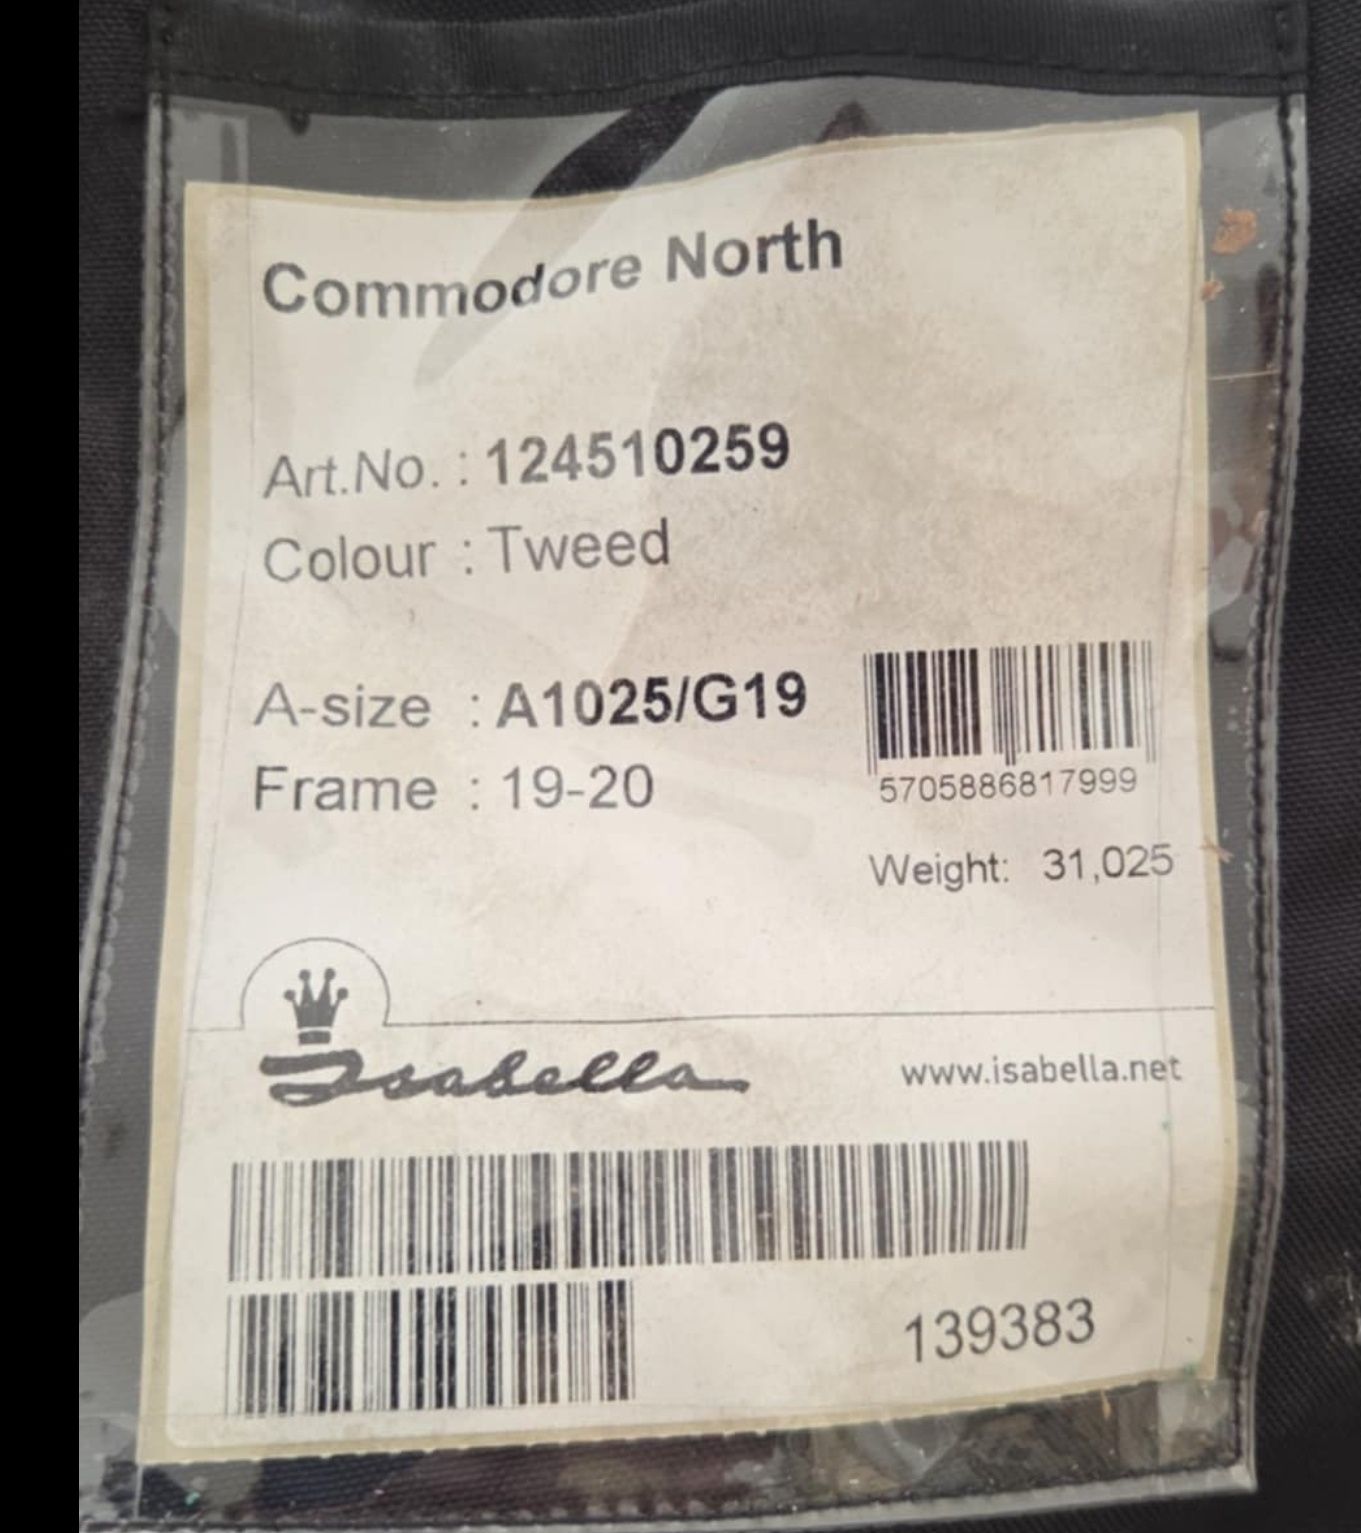 Commodore North
Art.No. : 124510259
Colour : Tweed
A-size : A1025/G19
Frame : 19-20
5705886817999
Weight: 31,025
Isabella
www.isabella.net
139383